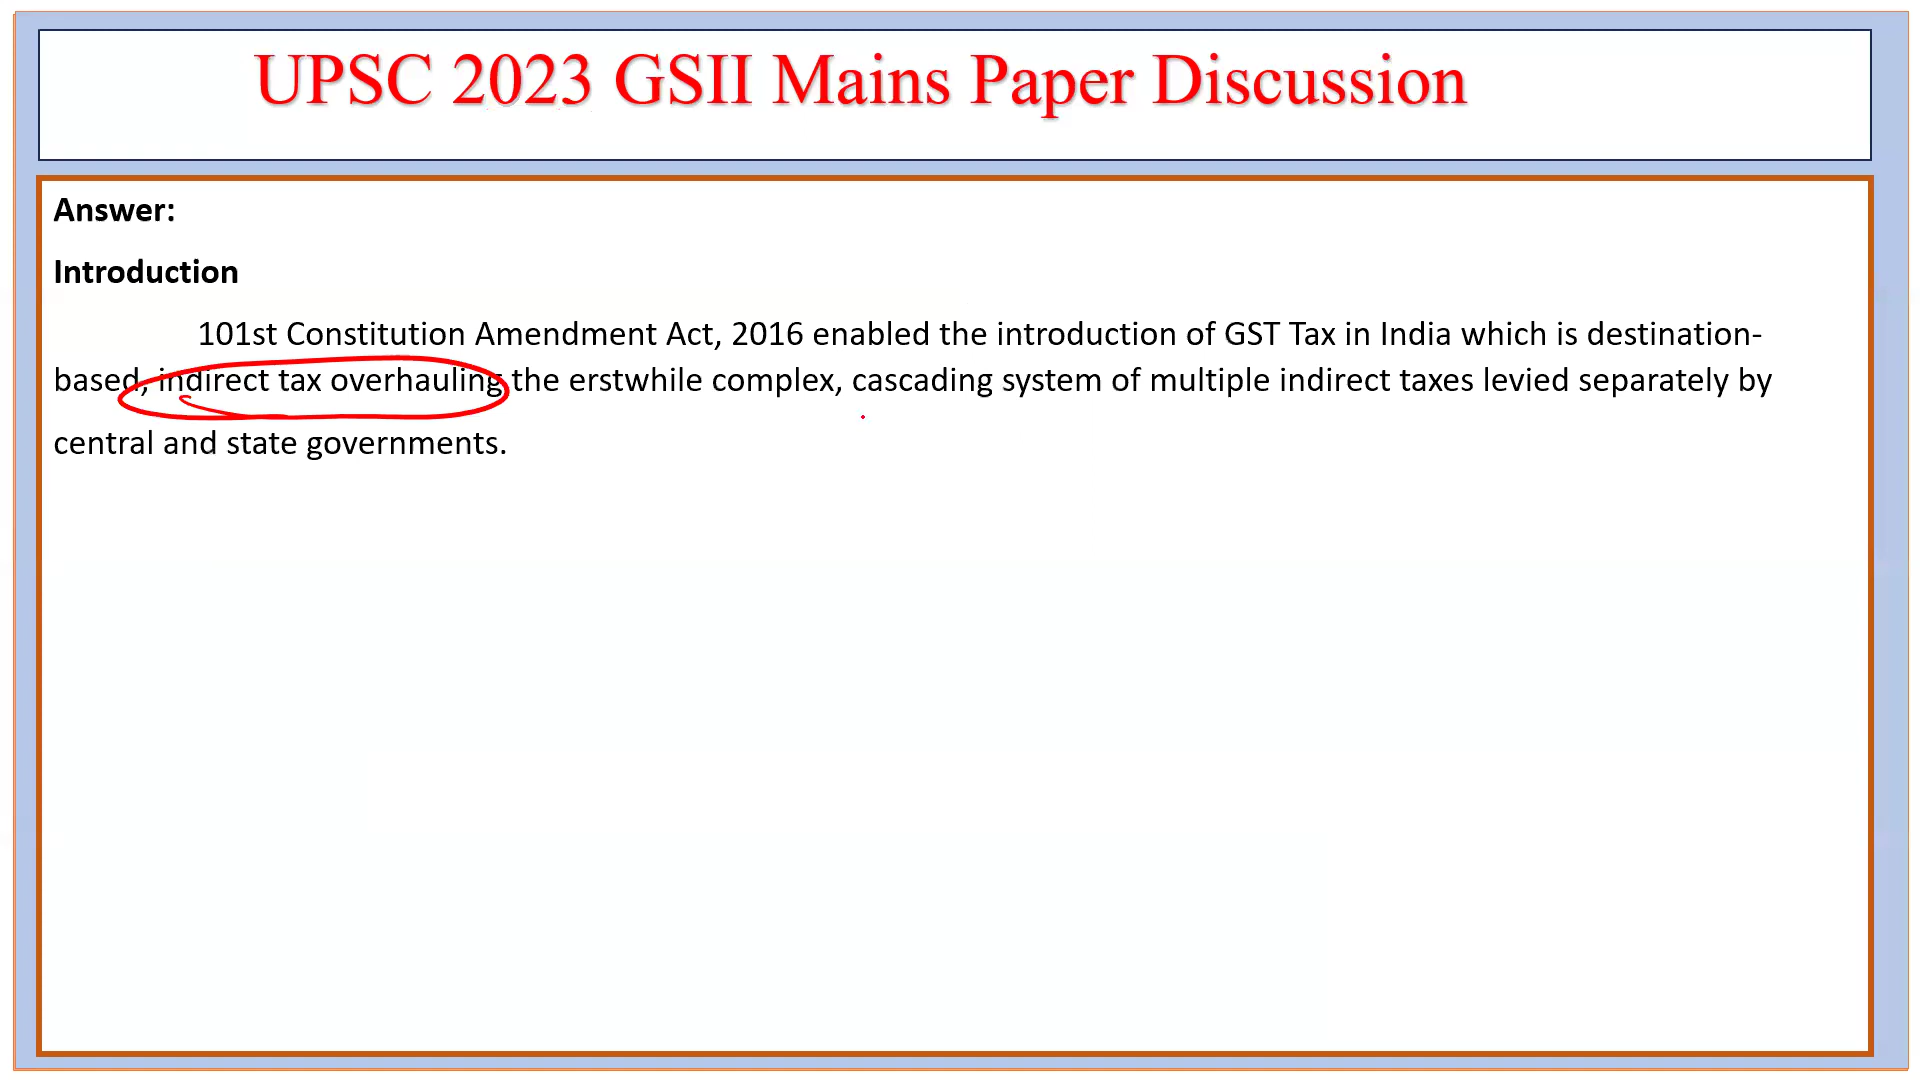 UPSC 2023 GSII Mains Paper Discussion
Answer:
Introduction
101st Constitution Amendment Act, 2016 enabled the introduction of GST Tax in India which is destination-
based, indirect tax overhauling the erstwhile complex, cascading system of multiple indirect taxes levied separately by
central and state governments.